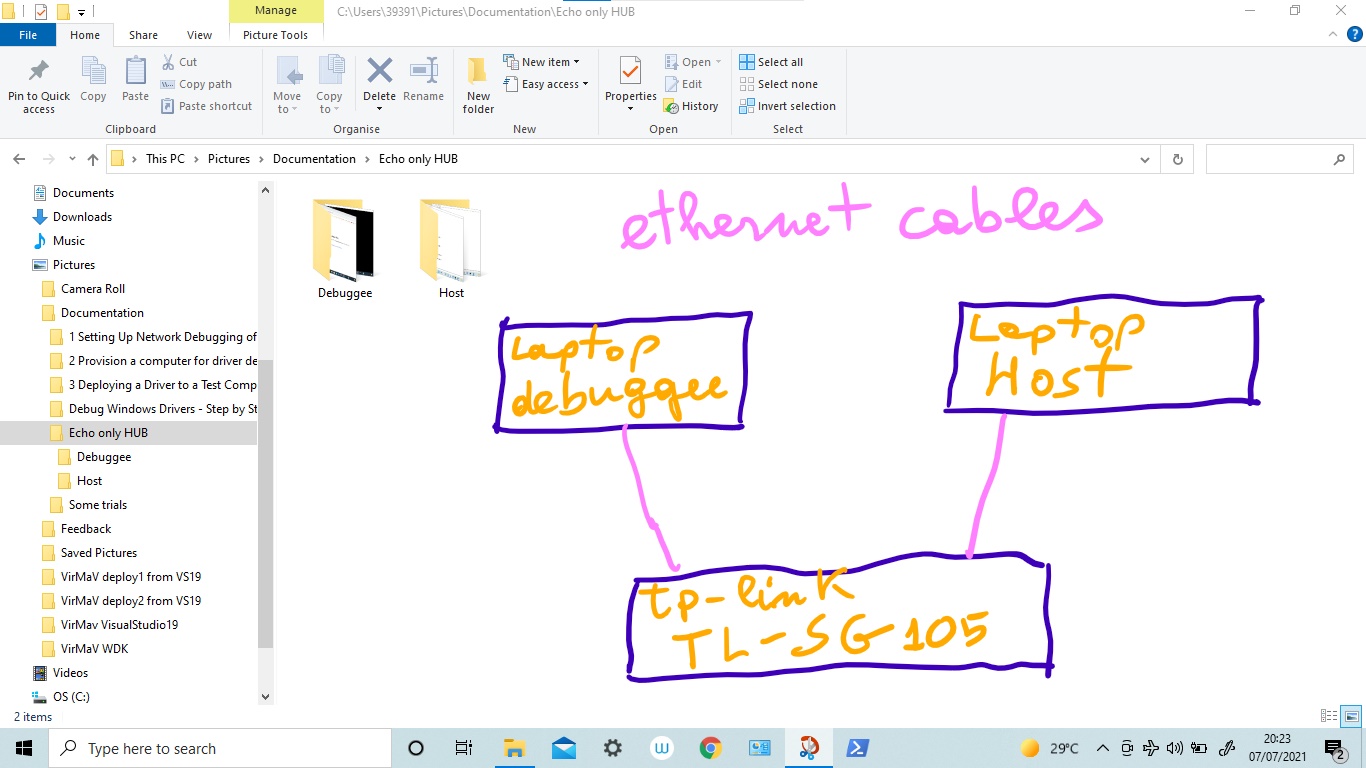 Manage
C:\Users\39391\Pictures\Documentation\Echo only HUB
File
Home
Share
View
Picture Tools
Pin to Quick access
Copy
Paste
Cut
Copy path
Paste shortcut
Clipboard
Move to
Copy to
Delete
Rename
Organise
New folder
New item
Easy access
New
Properties
Open
Edit
History
Open
Select all
Select none
Invert selection
Select
This PC
Pictures
Documentation
Echo only HUB
Documents
Downloads
Music
Pictures
Camera Roll
Documentation
1 Setting Up Network Debugging of
2 Provision a computer for driver de
3 Deploying a Driver to a Test Comp
Debug Windows Drivers - Step by St
Echo only HUB
Debuggee
Host
Some trials
Feedback
Saved Pictures
VirMaV deploy1 from VS19
VirMaV deploy2 from VS19
VirMav VisualStudio19
VirMaV WDK
Videos
OS (C:)
Debuggee
Host
ethernet cables
Laptop
debuggee
Laptop
Host
tp-link
TL-SG-105
2 items
Type here to search
29°C
20:23
07/07/2021
2